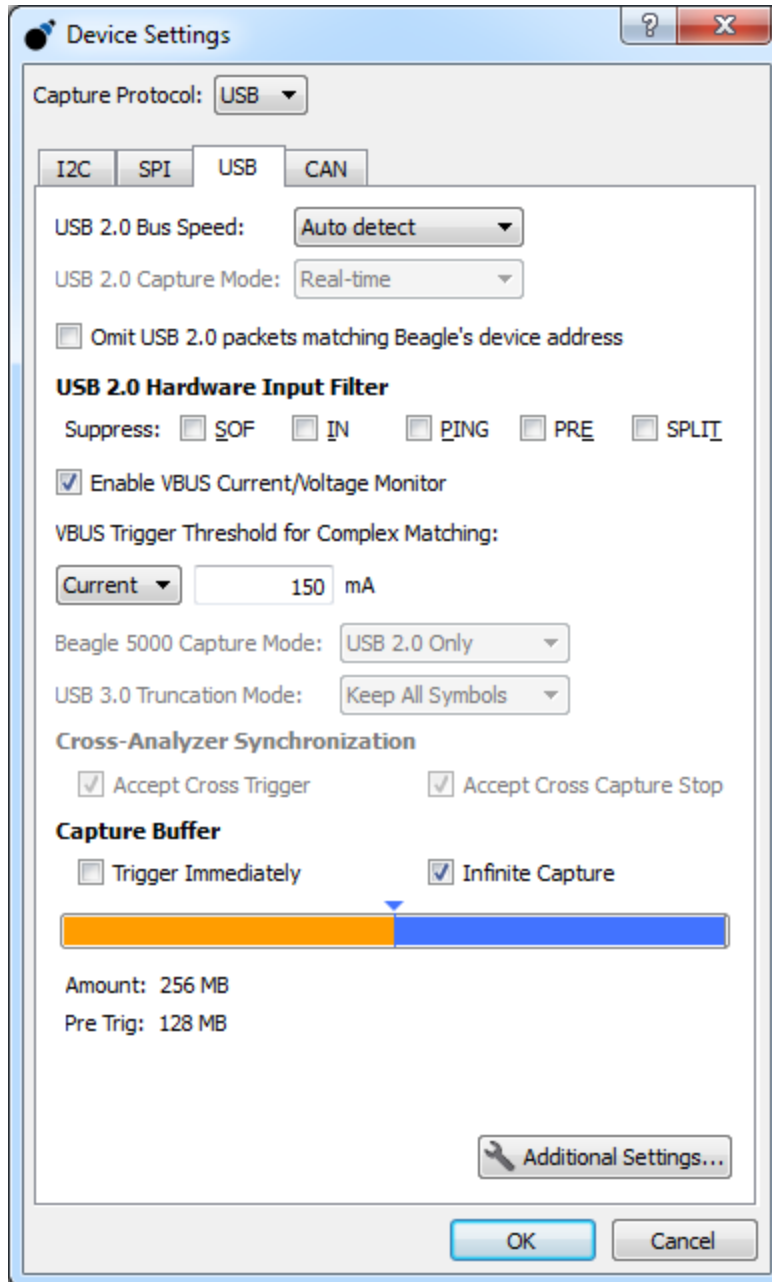 Device Settings
Capture Protocol: USB
I2C SPI USB CAN
USB 2.0 Bus Speed: Auto detect
USB 2.0 Capture Mode: Real-time
Omit USB 2.0 packets matching Beagle's device address
USB 2.0 Hardware Input Filter
Suppress: SOF IN PING PRE SPLIT
Enable VBUS Current/Voltage Monitor
VBUS Trigger Threshold for Complex Matching:
Current 150 mA
Beagle 5000 Capture Mode: USB 2.0 Only
USB 3.0 Truncation Mode: Keep All Symbols
Cross-Analyzer Synchronization
Accept Cross Trigger Accept Cross Capture Stop
Capture Buffer
Trigger Immediately Infinite Capture
Amount: 256 MB
Pre Trig: 128 MB
Additional Settings...
OK Cancel